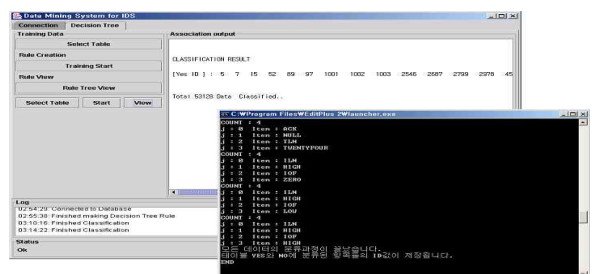 Data Mining System for IDS
Connection Decision Tree
Training Data
Select Table
Rule Creation
Training Start
Rule View
Rule Tree View
Select Table Start View
Association output
CLASSIFICATION RESULT
[Yes ID ] : 5 7 15 52 89 97 1001 1002 1003 2546 2687 2799 2978 45
Total 53128 Data Classified..
Log
02:54:29: Connected to Database
02:55:38: Finished making Decision Tree Rule
03:10:16: Finished Classification
03:14:22: Finished Classification
Status
Ok
C:\Program Files\EditPlus 2\launcher.exe
COUNT : 4
j : 0 Item : ACK
j : 1 Item : NULL
j : 2 Item : TLN
j : 3 Item : TWENTYFOUR
COUNT : 4
j : 0 Item : ILN
j : 1 Item : HIGH
j : 2 Item : IOF
j : 3 Item : ZERO
COUNT : 4
j : 0 Item : ILN
j : 1 Item : HIGH
j : 2 Item : IOF
j : 3 Item : LOW
COUNT : 4
j : 0 Item : ILN
j : 1 Item : HIGH
j : 2 Item : IOF
j : 3 Item : HIGH
모든 데이터의 분류과정이 끝났습니다.
테이블 YES와 NO에 분류된 항목들의 ID값이 저장됩니다.
END